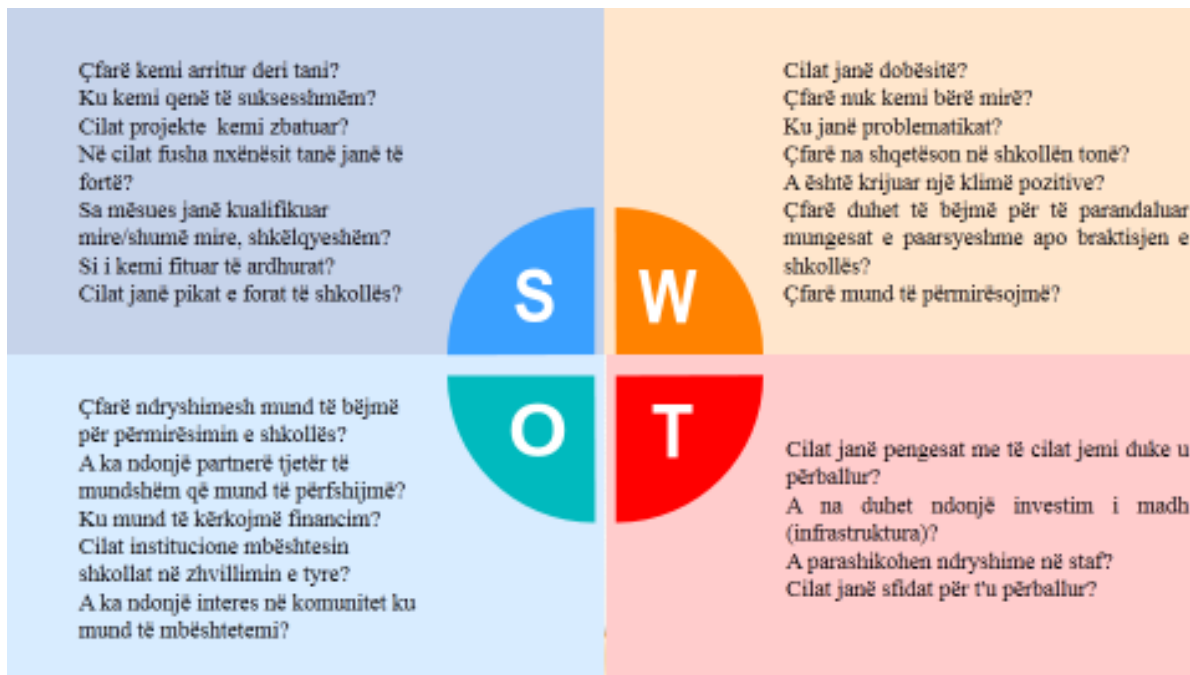 Çfarë kemi arritur deri tani?
Ku kemi qenë të suksesshmëm?
Cilat projekte kemi zbatuar?
Në cilat fusha nxënësit tanë janë të
fortë?
Sa mësues janë kualifikuar
mire/shumë mire, shkëlqyeshëm?
Si i kemi fituar të ardhurat?
Cilat janë pikat e forat të shkollës?
Cilat janë dobësitë?
Çfarë nuk kemi bërë mirë?
Ku janë problematikat?
Çfarë na shqetëson në shkollën tonë?
A është krijuar një klimë pozitive?
Çfarë duhet të bëjmë për të parandaluar
mungesat e paarsyeshme apo braktisjen e
shkollës?
Çfarë mund të përmirësojmë?
S W
O T
Çfarë ndryshimesh mund të bëjmë
për përmirësimin e shkollës?
A ka ndonjë partnerë tjetër të
mundshëm që mund të përfshijmë?
Ku mund të kërkojmë financim?
Cilat institucione mbështesin
shkollat në zhvillimin e tyre?
A ka ndonjë interes në komunitet ku
mund të mbështetemi?
Cilat janë pengesat me të cilat jemi duke u
përballur?
A na duhet ndonjë investim i madh
(infrastruktura)?
A parashikohen ndryshime në staf?
Cilat janë sfidat për t'u përballur?